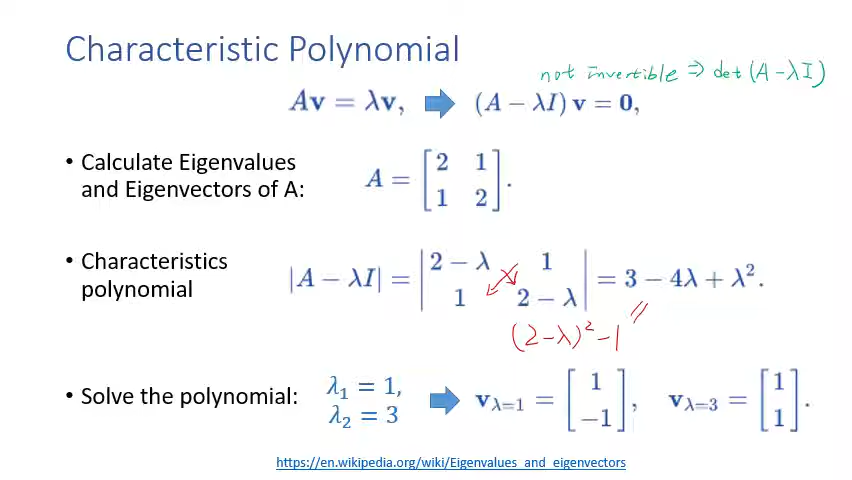 Characteristic Polynomial
not invertible ⇒ det (A - λI)
Av = λv, (A − λI) v = 0,
• Calculate Eigenvalues
and Eigenvectors of A:
A = [2 1; 1 2].
• Characteristics
polynomial
|A − λI| = |2 − λ 1; 1 2 − λ| = 3 − 4λ + λ².
(2-λ)² - 1
• Solve the polynomial:
λ₁ = 1,
λ₂ = 3
v_λ=1 = [1; −1], v_λ=3 = [1; 1].
https://en.wikipedia.org/wiki/Eigenvalues_and_eigenvectors